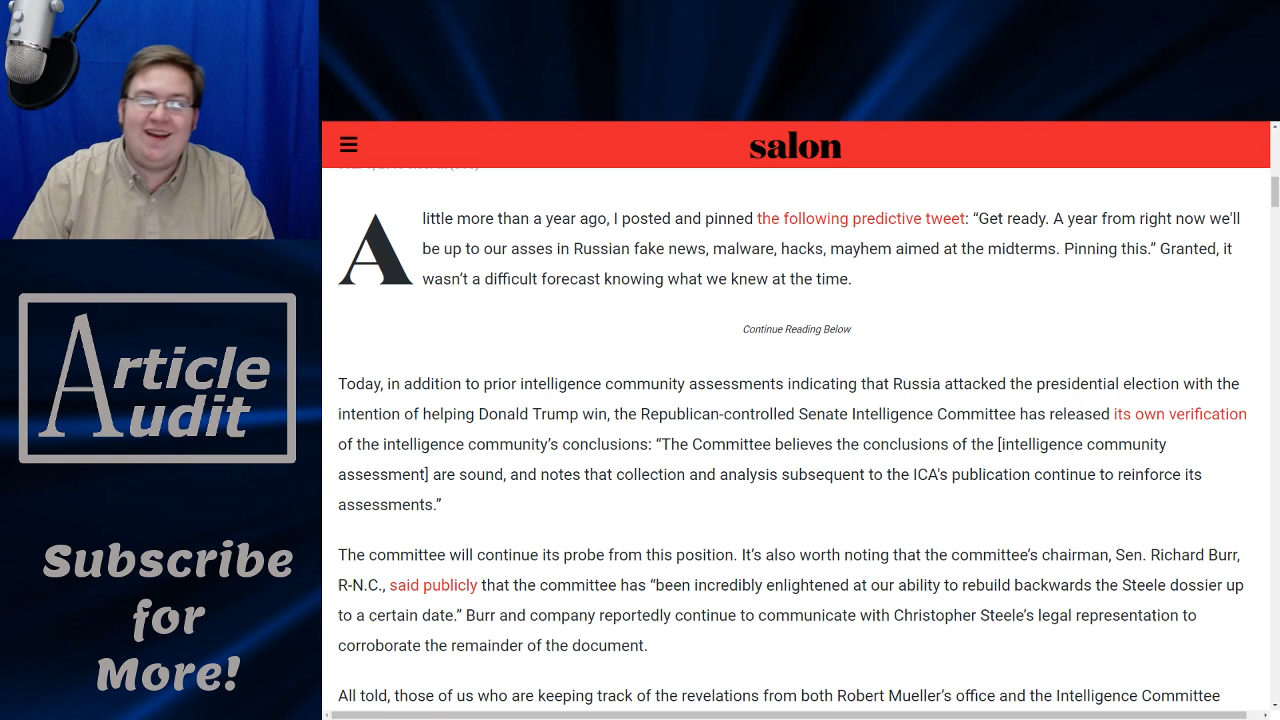 salon
A little more than a year ago, I posted and pinned the following predictive tweet: “Get ready. A year from right now we'll
be up to our asses in Russian fake news, malware, hacks, mayhem aimed at the midterms. Pinning this.” Granted, it
wasn’t a difficult forecast knowing what we knew at the time.
Continue Reading Below
Today, in addition to prior intelligence community assessments indicating that Russia attacked the presidential election with the
intention of helping Donald Trump win, the Republican-controlled Senate Intelligence Committee has released its own verification
of the intelligence community’s conclusions: “The Committee believes the conclusions of the [intelligence community
assessment] are sound, and notes that collection and analysis subsequent to the ICA's publication continue to reinforce its
assessments.”
The committee will continue its probe from this position. It’s also worth noting that the committee’s chairman, Sen. Richard Burr,
R-N.C., said publicly that the committee has “been incredibly enlightened at our ability to rebuild backwards the Steele dossier up
to a certain date.” Burr and company reportedly continue to communicate with Christopher Steele’s legal representation to
corroborate the remainder of the document.
All told, those of us who are keeping track of the revelations from both Robert Mueller’s office and the Intelligence Committee
Article
Audit
Subscribe
for
More!